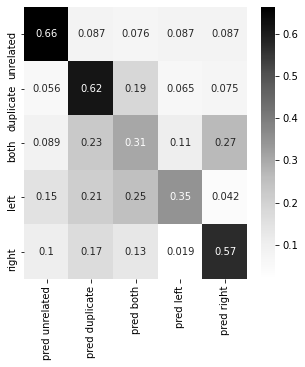 unrelated 0.66 0.087 0.076 0.087 0.087
duplicate 0.056 0.62 0.19 0.065 0.075
both 0.089 0.23 0.31 0.11 0.27
left 0.15 0.21 0.25 0.35 0.042
right 0.1 0.17 0.13 0.019 0.57
pred unrelated
pred duplicate
pred both
pred left
pred right
0.6
0.5
0.4
0.3
0.2
0.1